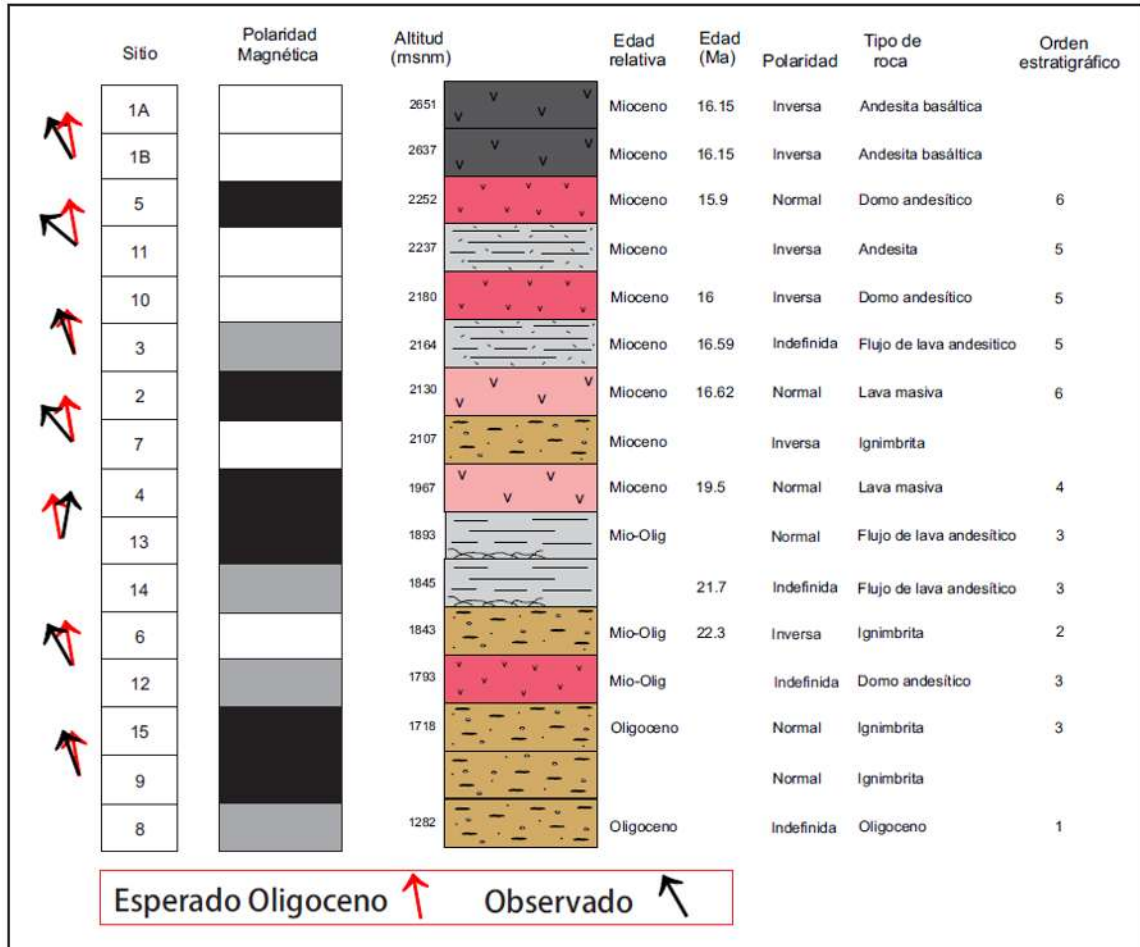 Sitio Polaridad Magnética Altitud (msnm) Edad relativa Edad (Ma) Polaridad Tipo de roca Orden estratigráfico
1A 2651 Mioceno 16.15 Inversa Andesita basáltica
1B 2637 Mioceno 16.15 Inversa Andesita basáltica
5 2252 Mioceno 15.9 Normal Domo andesítico 6
11 2237 Mioceno Inversa Andesita 5
10 2180 Mioceno 16 Inversa Domo andesítico 5
3 2164 Mioceno 16.59 Indefinida Flujo de lava andesitico 5
2 2130 Mioceno 16.62 Normal Lava masiva 6
7 2107 Mioceno Inversa Ignimbrita
4 1967 Mioceno 19.5 Normal Lava masiva 4
13 1893 Mio-Olig Normal Flujo de lava andesítico 3
14 1845 21.7 Indefinida Flujo de lava andesítico 3
6 1843 Mio-Olig 22.3 Inversa Ignimbrita 2
12 1793 Mio-Olig Indefinida Domo andesítico 3
15 1718 Oligoceno Normal Ignimbrita 3
9 Normal Ignimbrita
8 1282 Oligoceno Indefinida Oligoceno 1
Esperado Oligoceno Observado